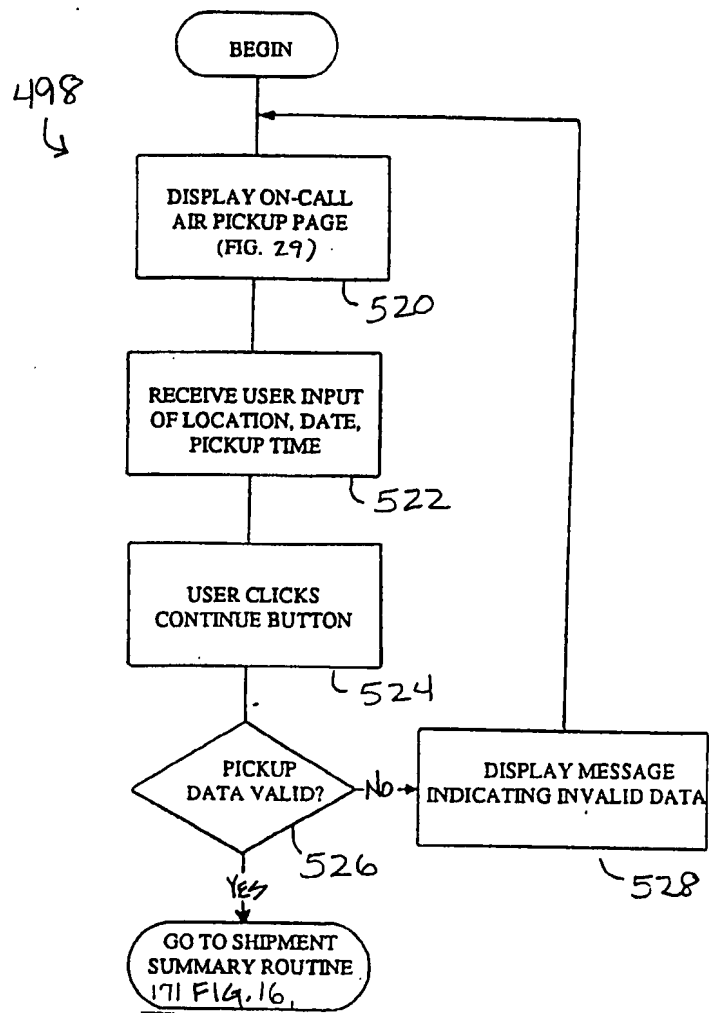 BEGIN
498
DISPLAY ON-CALL
AIR PICKUP PAGE
(FIG. 29)
520
RECEIVE USER INPUT
OF LOCATION, DATE,
PICKUP TIME
522
USER CLICKS
CONTINUE BUTTON
524
PICKUP
DATA VALID?
526
No
DISPLAY MESSAGE
INDICATING INVALID DATA
528
YES
GO TO SHIPMENT
SUMMARY ROUTINE
171 FIG. 16